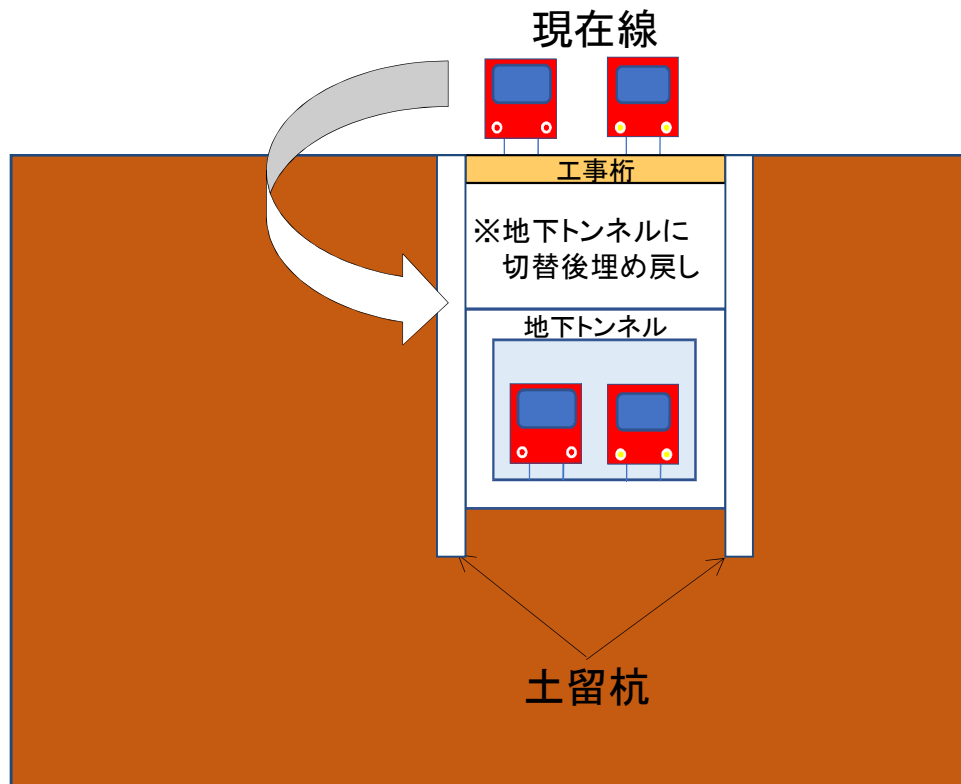 現在線
工事桁
※地下トンネルに
切替後埋め戻し
地下トンネル
土留杭